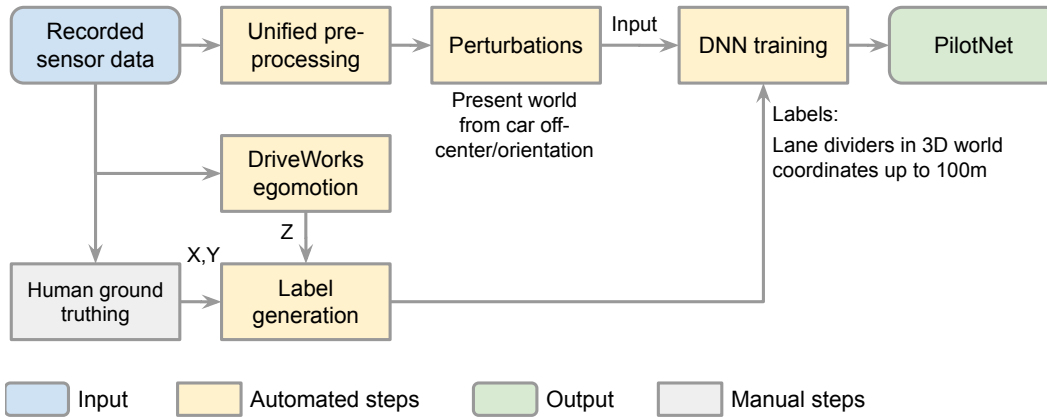 Recorded
sensor data
Unified pre-
processing
Perturbations
Input
DNN training
PilotNet
Present world
from car off-
center/orientation
Labels:
Lane dividers in 3D world
coordinates up to 100m
DriveWorks
egomotion
Z
X,Y
Human ground
truthing
Label
generation
Input
Automated steps
Output
Manual steps